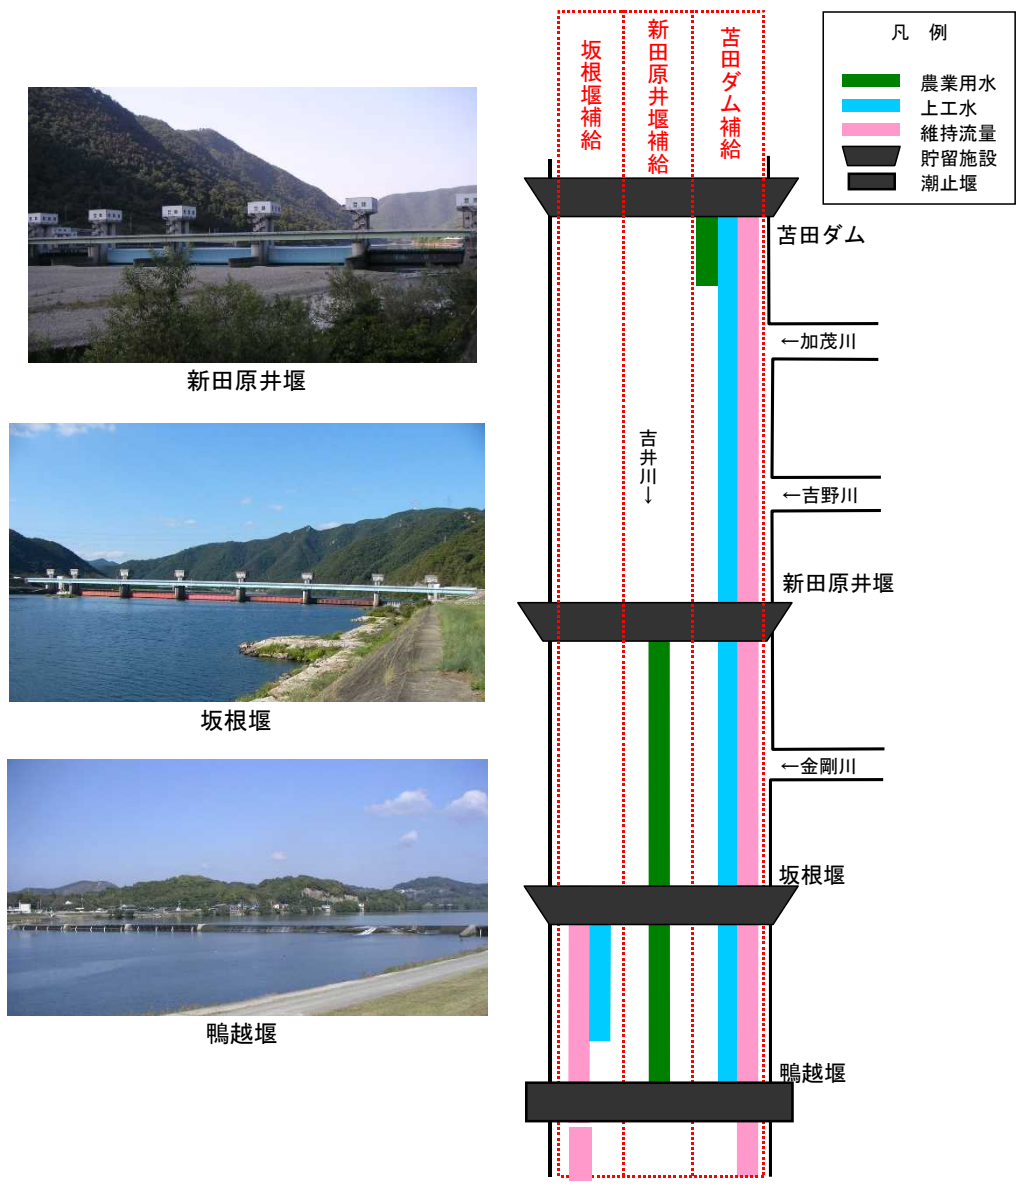 坂根堰補給
新田原井堰補給
苫田ダム補給
凡　例
農業用水
上工水
維持流量
貯留施設
潮止堰
苫田ダム
←加茂川
新田原井堰
吉井川→
←吉野川
新田原井堰
坂根堰
←金剛川
坂根堰
鴨越堰
鴨越堰